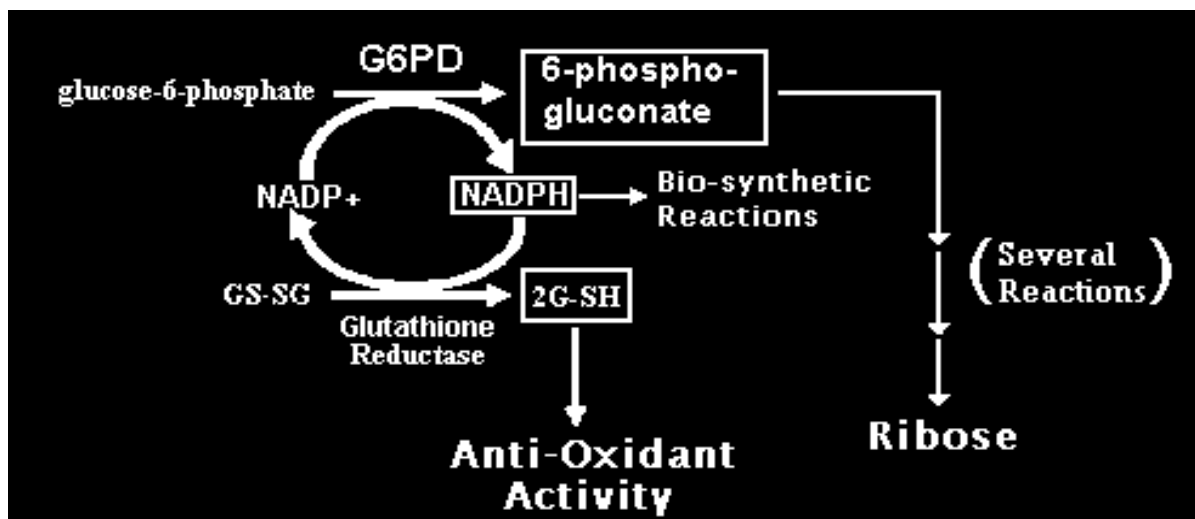 G6PD
glucose-6-phosphate
6-phospho-
gluconate
NADP+
NADPH
Bio-synthetic
Reactions
(Several
Reactions)
GS-SG
2G-SH
Glutathione
Reductase
Anti-Oxidant
Activity
Ribose